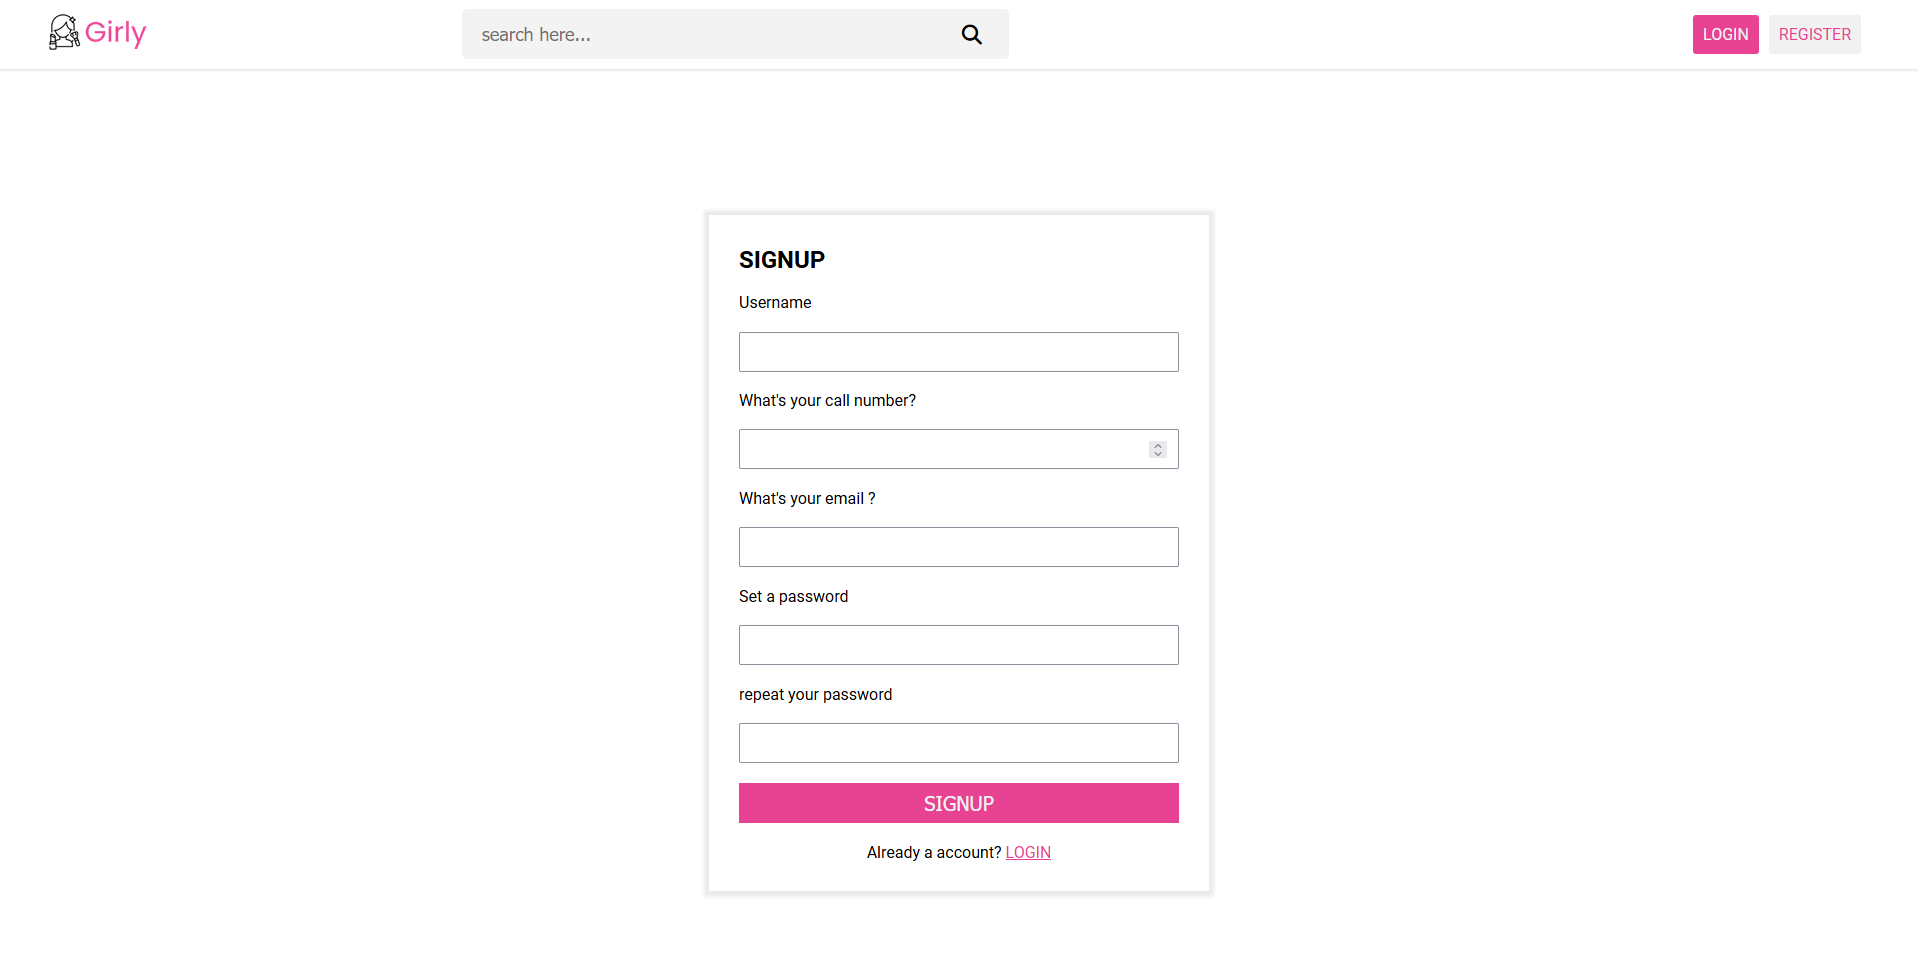 Girly
search here...
LOGIN
REGISTER
SIGNUP
Username
What's your call number?
What's your email ?
Set a password
repeat your password
SIGNUP
Already a account? LOGIN